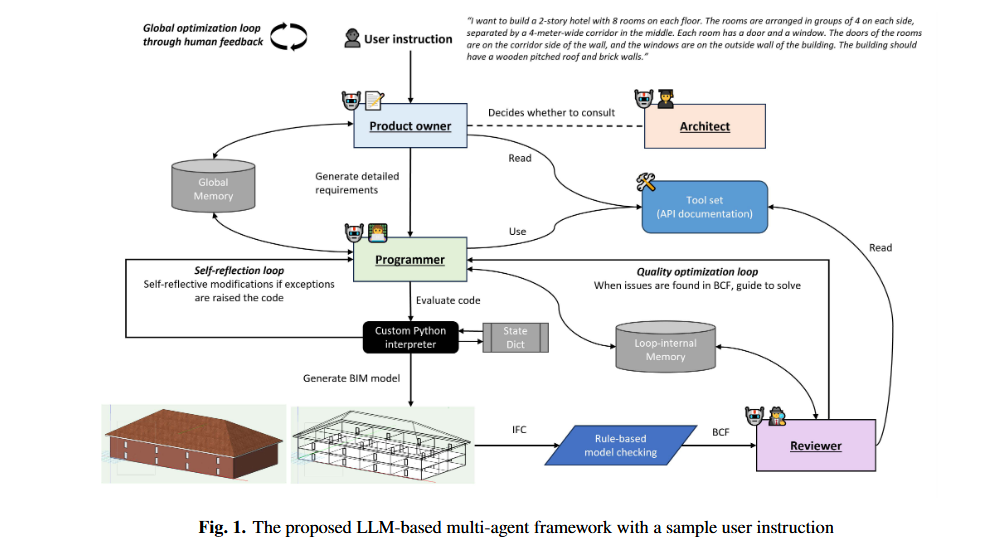 Global optimization loop
through human feedback
User instruction
"I want to build a 2-story hotel with 8 rooms on each floor. The rooms are arranged in groups of 4 on each side,
separated by a 4-meter-wide corridor in the middle. Each room has a door and a window. The doors of the rooms
are on the corridor side of the wall, and the windows are on the outside wall of the building. The building should
have a wooden pitched roof and brick walls."
Product owner
Decides whether to consult
Architect
Read
Global
Memory
Generate detailed
requirements
Tool set
(API documentation)
Use
Programmer
Read
Self-reflection loop
Self-reflective modifications if exceptions
are raised the code
Quality optimization loop
When issues are found in BCF, guide to solve
Evaluate code
Custom Python
interpreter
State
Dict
Loop-internal
Memory
Generate BIM model
IFC
Rule-based
model checking
BCF
Reviewer
Fig. 1. The proposed LLM-based multi-agent framework with a sample user instruction